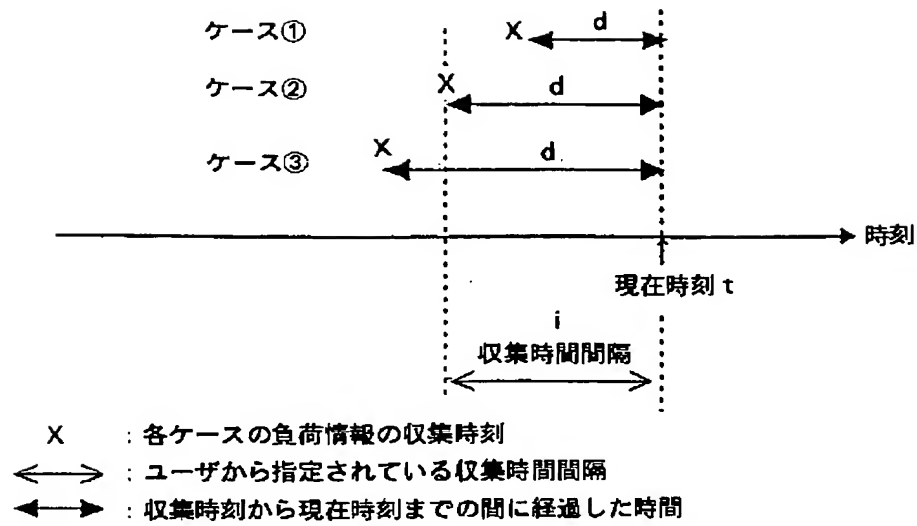 ケース① X d
ケース② X d
ケース③ X d
時刻
現在時刻 t
i
収集時間間隔
X : 各ケースの負荷情報の収集時刻
: ユーザから指定されている収集時間間隔
: 収集時刻から現在時刻までの間に経過した時間